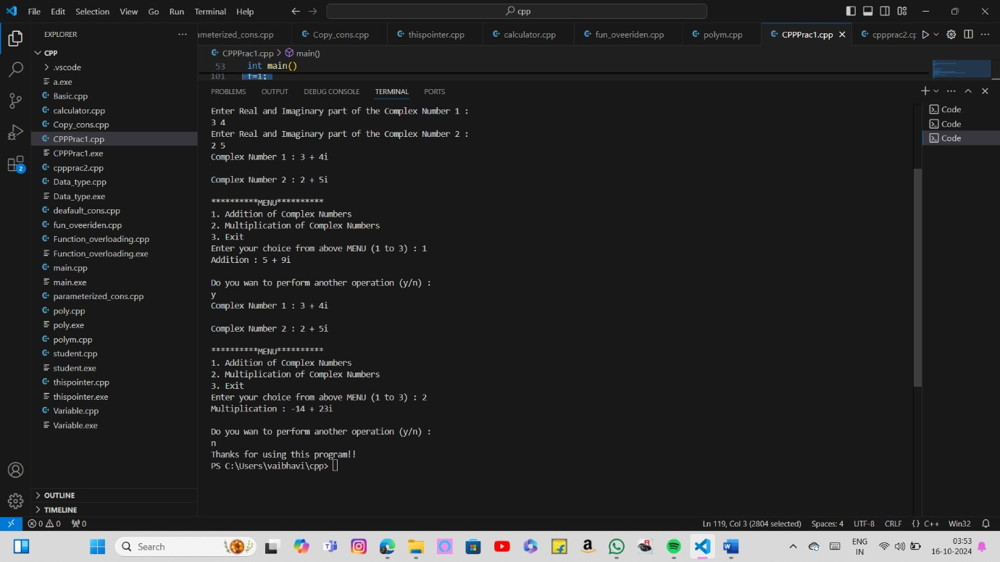 File Edit Selection View Go Run Terminal Help
cpp
EXPLORER
CPP
.vscode
a.exe
Basic.cpp
calculator.cpp
Copy_cons.cpp
CPPPrac1.cpp
CPPPrac1.exe
cppprac2.cpp
Data_type.cpp
Data_type.exe
deafault_cons.cpp
fun_oveeriden.cpp
Function_overloading.cpp
Function_overloading.exe
main.cpp
main.exe
parameterized_cons.cpp
poly.cpp
poly.exe
polym.cpp
student.cpp
student.exe
thispointer.cpp
thispointer.exe
Variable.cpp
Variable.exe
OUTLINE
TIMELINE
2
ameterized_cons.cpp Copy_cons.cpp thispointer.cpp calculator.cpp fun_oveeriden.cpp polym.cpp CPPPrac1.cpp cppprac2.cp
CPPPrac1.cpp > main()
53 int main()
101 f=1;
PROBLEMS OUTPUT DEBUG CONSOLE TERMINAL PORTS
Enter Real and Imaginary part of the Complex Number 1 :
3 4
Enter Real and Imaginary part of the Complex Number 2 :
2 5
Complex Number 1 : 3 + 4i
Complex Number 2 : 2 + 5i
**********MENU**********
1. Addition of Complex Numbers
2. Multiplication of Complex Numbers
3. Exit
Enter your choice from above MENU (1 to 3) : 1
Addition : 5 + 9i
Do you wan to perform another operation (y/n) :
y
Complex Number 1 : 3 + 4i
Complex Number 2 : 2 + 5i
**********MENU**********
1. Addition of Complex Numbers
2. Multiplication of Complex Numbers
3. Exit
Enter your choice from above MENU (1 to 3) : 2
Multiplication : -14 + 23i
Do you wan to perform another operation (y/n) :
n
Thanks for using this program!!
PS C:\Users\vaibhavi\cpp>
Code
Code
Code
0 0 0
Ln 119, Col 3 (2804 selected) Spaces: 4 UTF-8 CRLF {} C++ Win32
Search
ENG
IN
03:53
16-10-2024